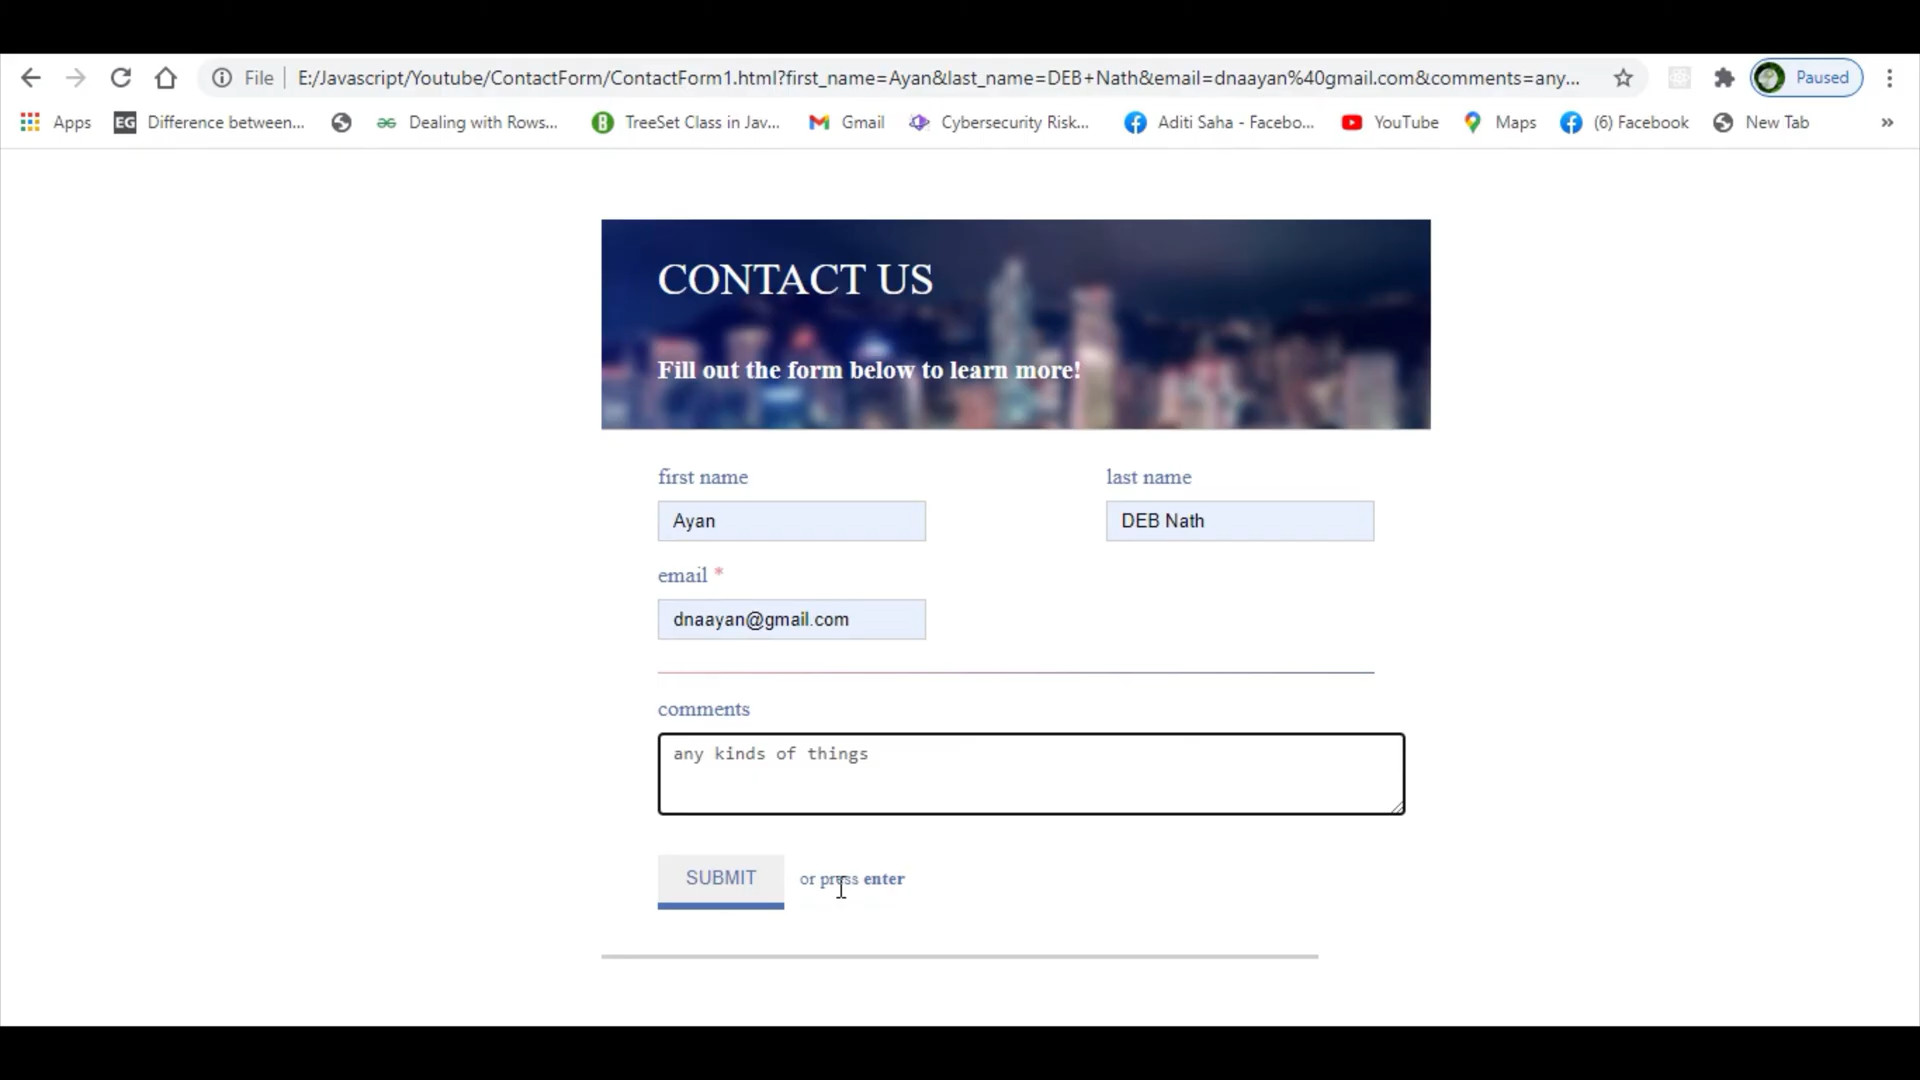 File E:/Javascript/Youtube/ContactForm/ContactForm1.html?first_name=Ayan&last_name=DEB+Nath&email=dnaayan%40gmail.com&comments=any... Paused
Apps EG Difference between... Dealing with Rows... B TreeSet Class in Jav... Gmail Cybersecurity Risk... Aditi Saha - Facebo... YouTube Maps (6) Facebook New Tab »
CONTACT US
Fill out the form below to learn more!
first name last name
Ayan DEB Nath
email *
dnaayan@gmail.com
comments
any kinds of things
SUBMIT or press enter